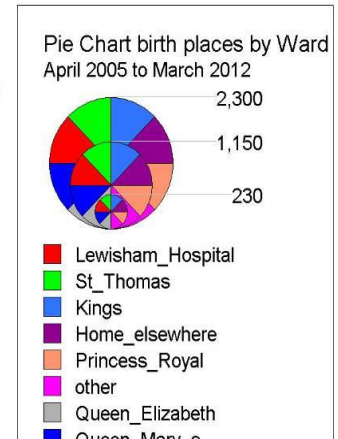 Pie Chart birth places by Ward
April 2005 to March 2012
2,300
1,150
230
Lewisham_Hospital
St_Thomas
Kings
Home_elsewhere
Princess_Royal
other
Queen_Elizabeth
Queen_Mary_s